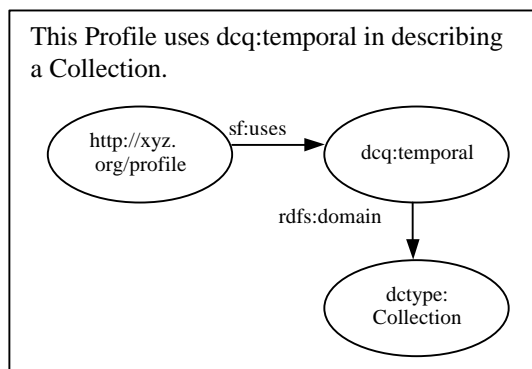 This Profile uses dcq:temporal in describing
a Collection.
http://xyz.
org/profile
sf:uses
dcq:temporal
rdfs:domain
dctype:
Collection